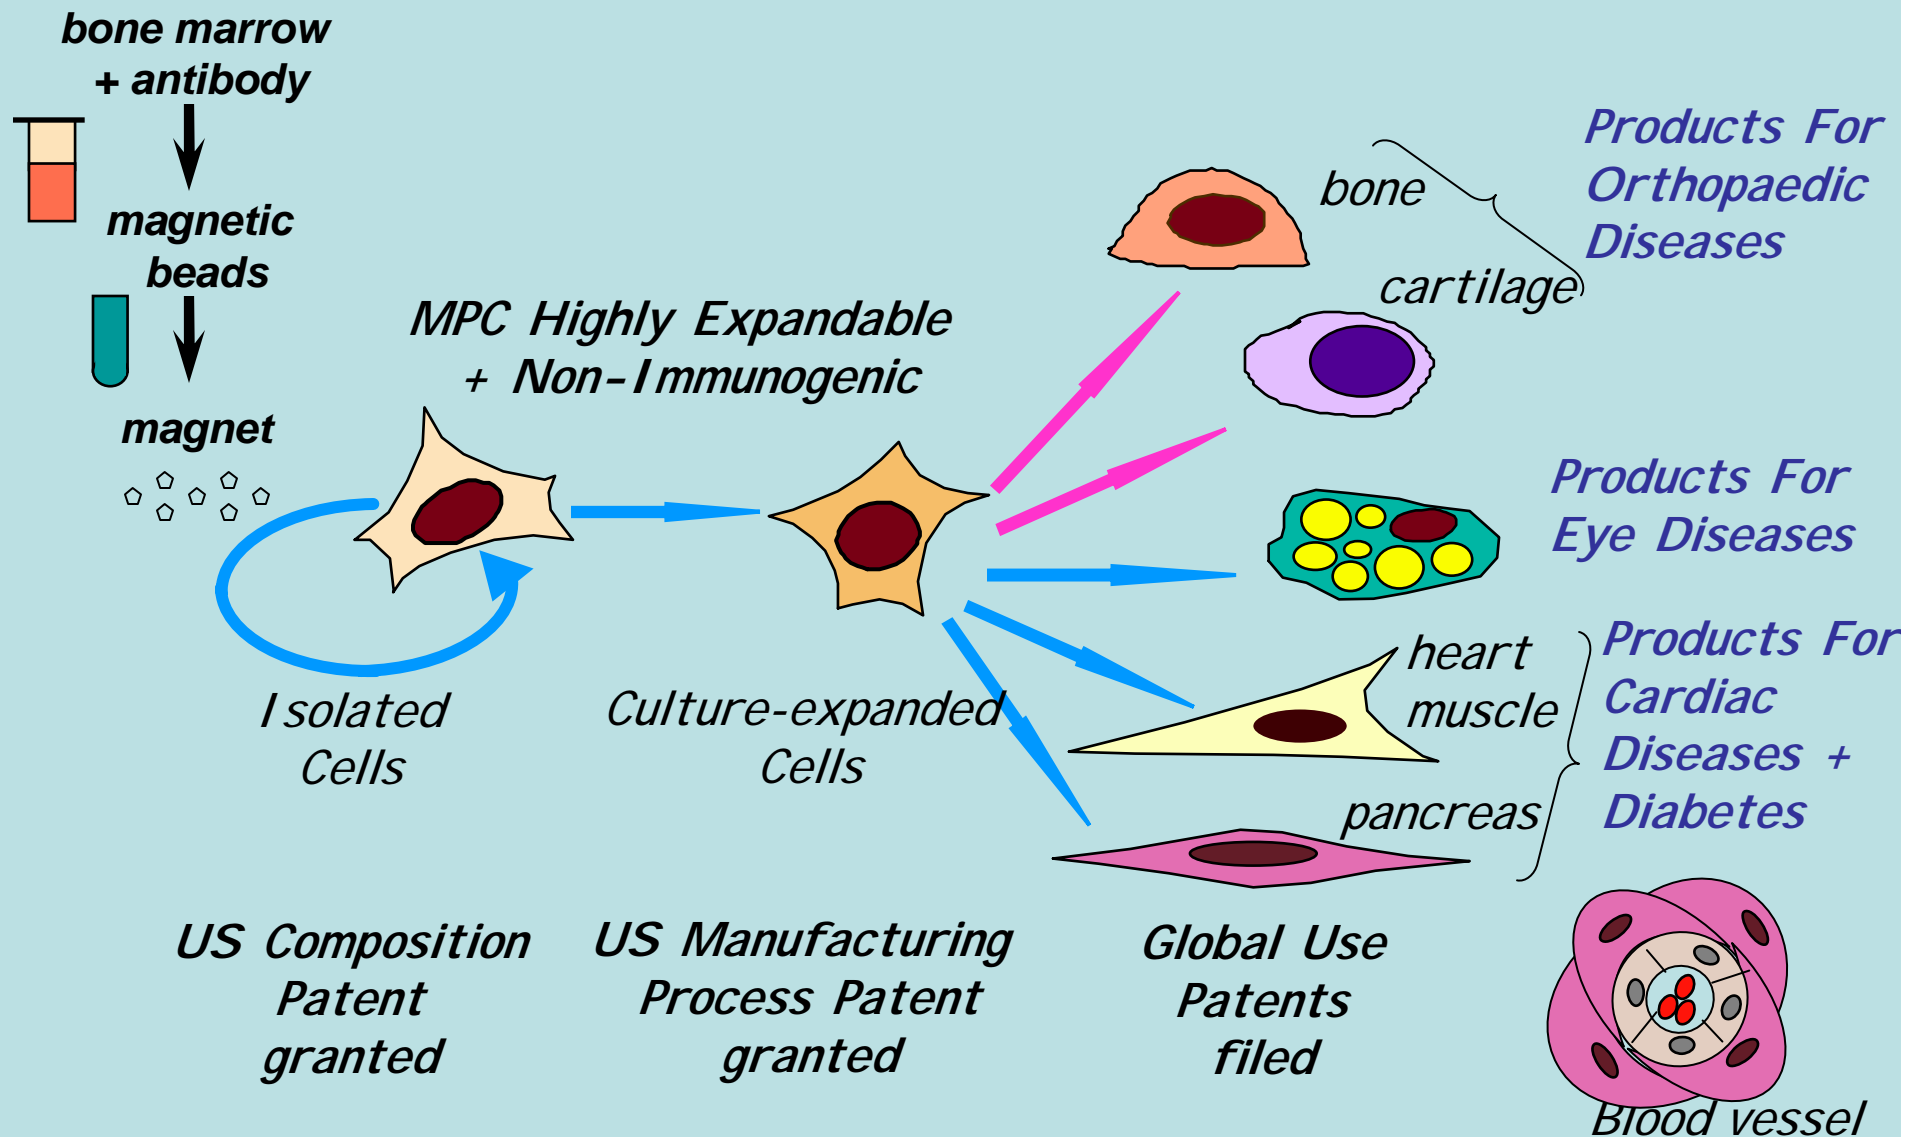 bone marrow
+ antibody
magnetic
beads
magnet
MPC Highly Expandable
+ Non-Immunogenic
Isolated
Cells
Culture-expanded
Cells
bone
cartilage
Products For
Orthopaedic
Diseases
Products For
Eye Diseases
heart
muscle
pancreas
Products For
Cardiac
Diseases +
Diabetes
US Composition
Patent
granted
US Manufacturing
Process Patent
granted
Global Use
Patents
filed
Blood vessel